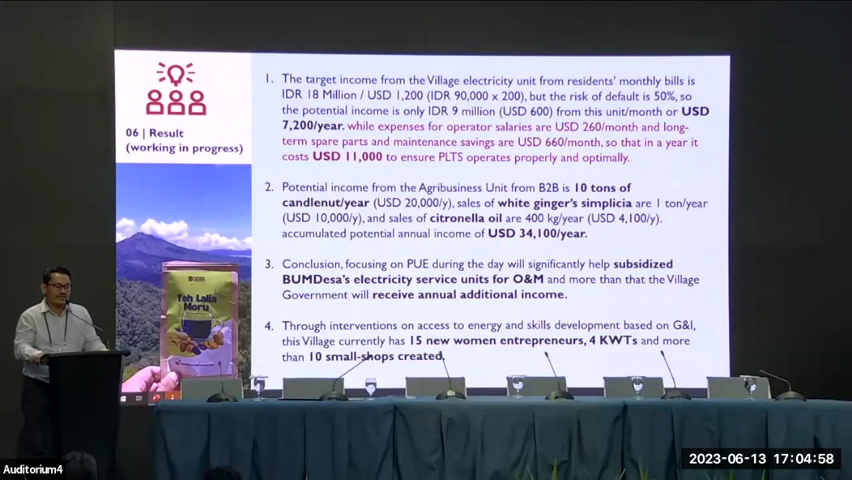 06 | Result
(working in progress)
1. The target income from the Village electricity unit from residents' monthly bills is
IDR 18 Million / USD 1,200 (IDR 90,000 x 200), but the risk of default is 50%, so
the potential income is only IDR 9 million (USD 600) from this unit/month or USD
7,200/year. while expenses for operator salaries are USD 260/month and long-
term spare parts and maintenance savings are USD 660/month, so that in a year it
costs USD 11,000 to ensure PLTS operates properly and optimally.
2. Potential income from the Agribusiness Unit from B2B is 10 tons of
candlenut/year (USD 20,000/y), sales of white ginger's simplicia are 1 ton/year
(USD 10,000/y), and sales of citronella oil are 400 kg/year (USD 4,100/y).
accumulated potential annual income of USD 34,100/year.
3. Conclusion, focusing on PUE during the day will significantly help subsidized
BUMDesa's electricity service units for O&M and more than that the Village
Government will receive annual additional income.
4. Through interventions on access to energy and skills development based on G&I,
this Village currently has 15 new women entrepreneurs, 4 KWTs and more
than 10 small-shops created.
Teh Lalia
Moru
Auditorium4
2023-06-13 17:04:58